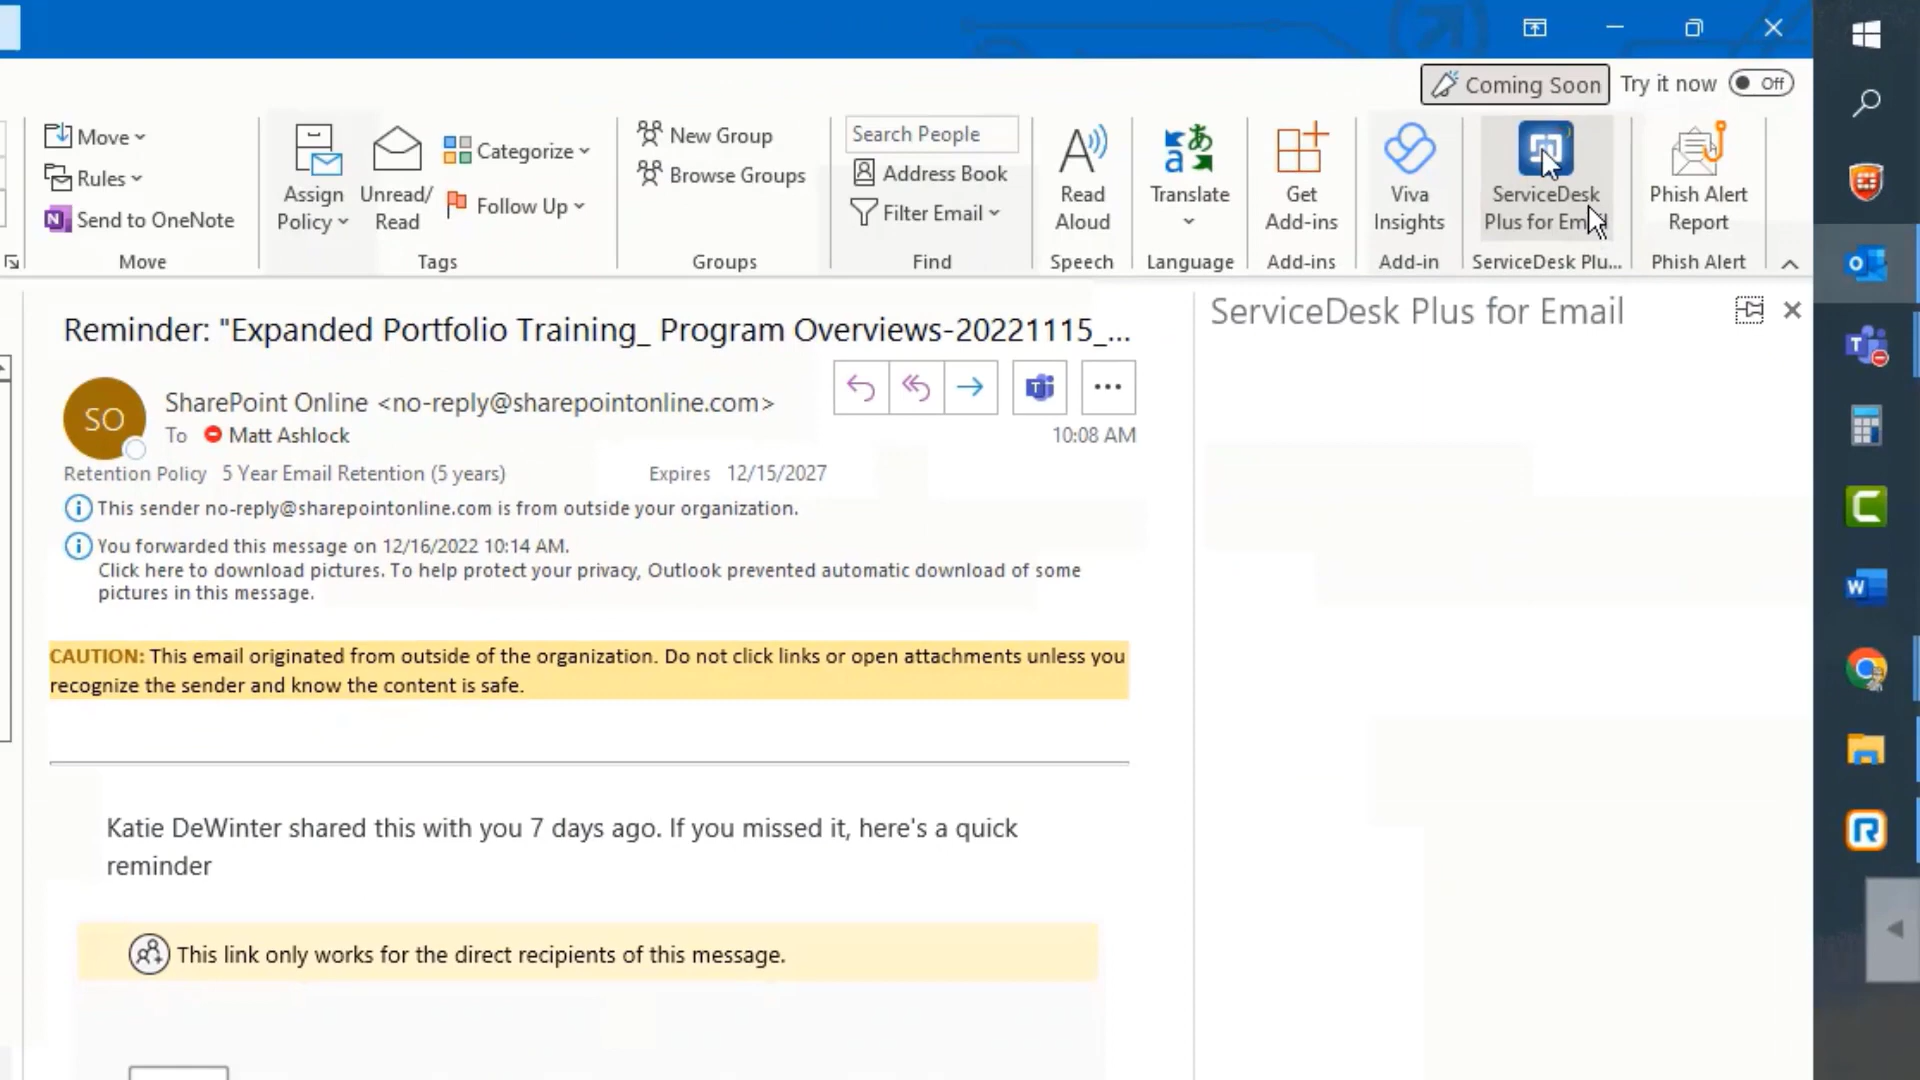 Coming Soon Try it now Off
Move
Rules
Send to OneNote
Move
Assign
Policy
Unread/
Read
Categorize
Follow Up
Tags
New Group
Browse Groups
Groups
Search People
Address Book
Filter Email
Find
Read
Aloud
Speech
Translate
Language
Get
Add-ins
Add-ins
Viva
Insights
Add-in
ServiceDesk
Plus for Email
ServiceDesk Plu...
Phish Alert
Report
Phish Alert
Reminder: "Expanded Portfolio Training_ Program Overviews-20221115_...
SO
SharePoint Online <no-reply@sharepointonline.com>
To Matt Ashlock
10:08 AM
Retention Policy 5 Year Email Retention (5 years) Expires 12/15/2027
This sender no-reply@sharepointonline.com is from outside your organization.
You forwarded this message on 12/16/2022 10:14 AM.
Click here to download pictures. To help protect your privacy, Outlook prevented automatic download of some
pictures in this message.
CAUTION: This email originated from outside of the organization. Do not click links or open attachments unless you
recognize the sender and know the content is safe.
Katie DeWinter shared this with you 7 days ago. If you missed it, here's a quick
reminder
This link only works for the direct recipients of this message.
ServiceDesk Plus for Email